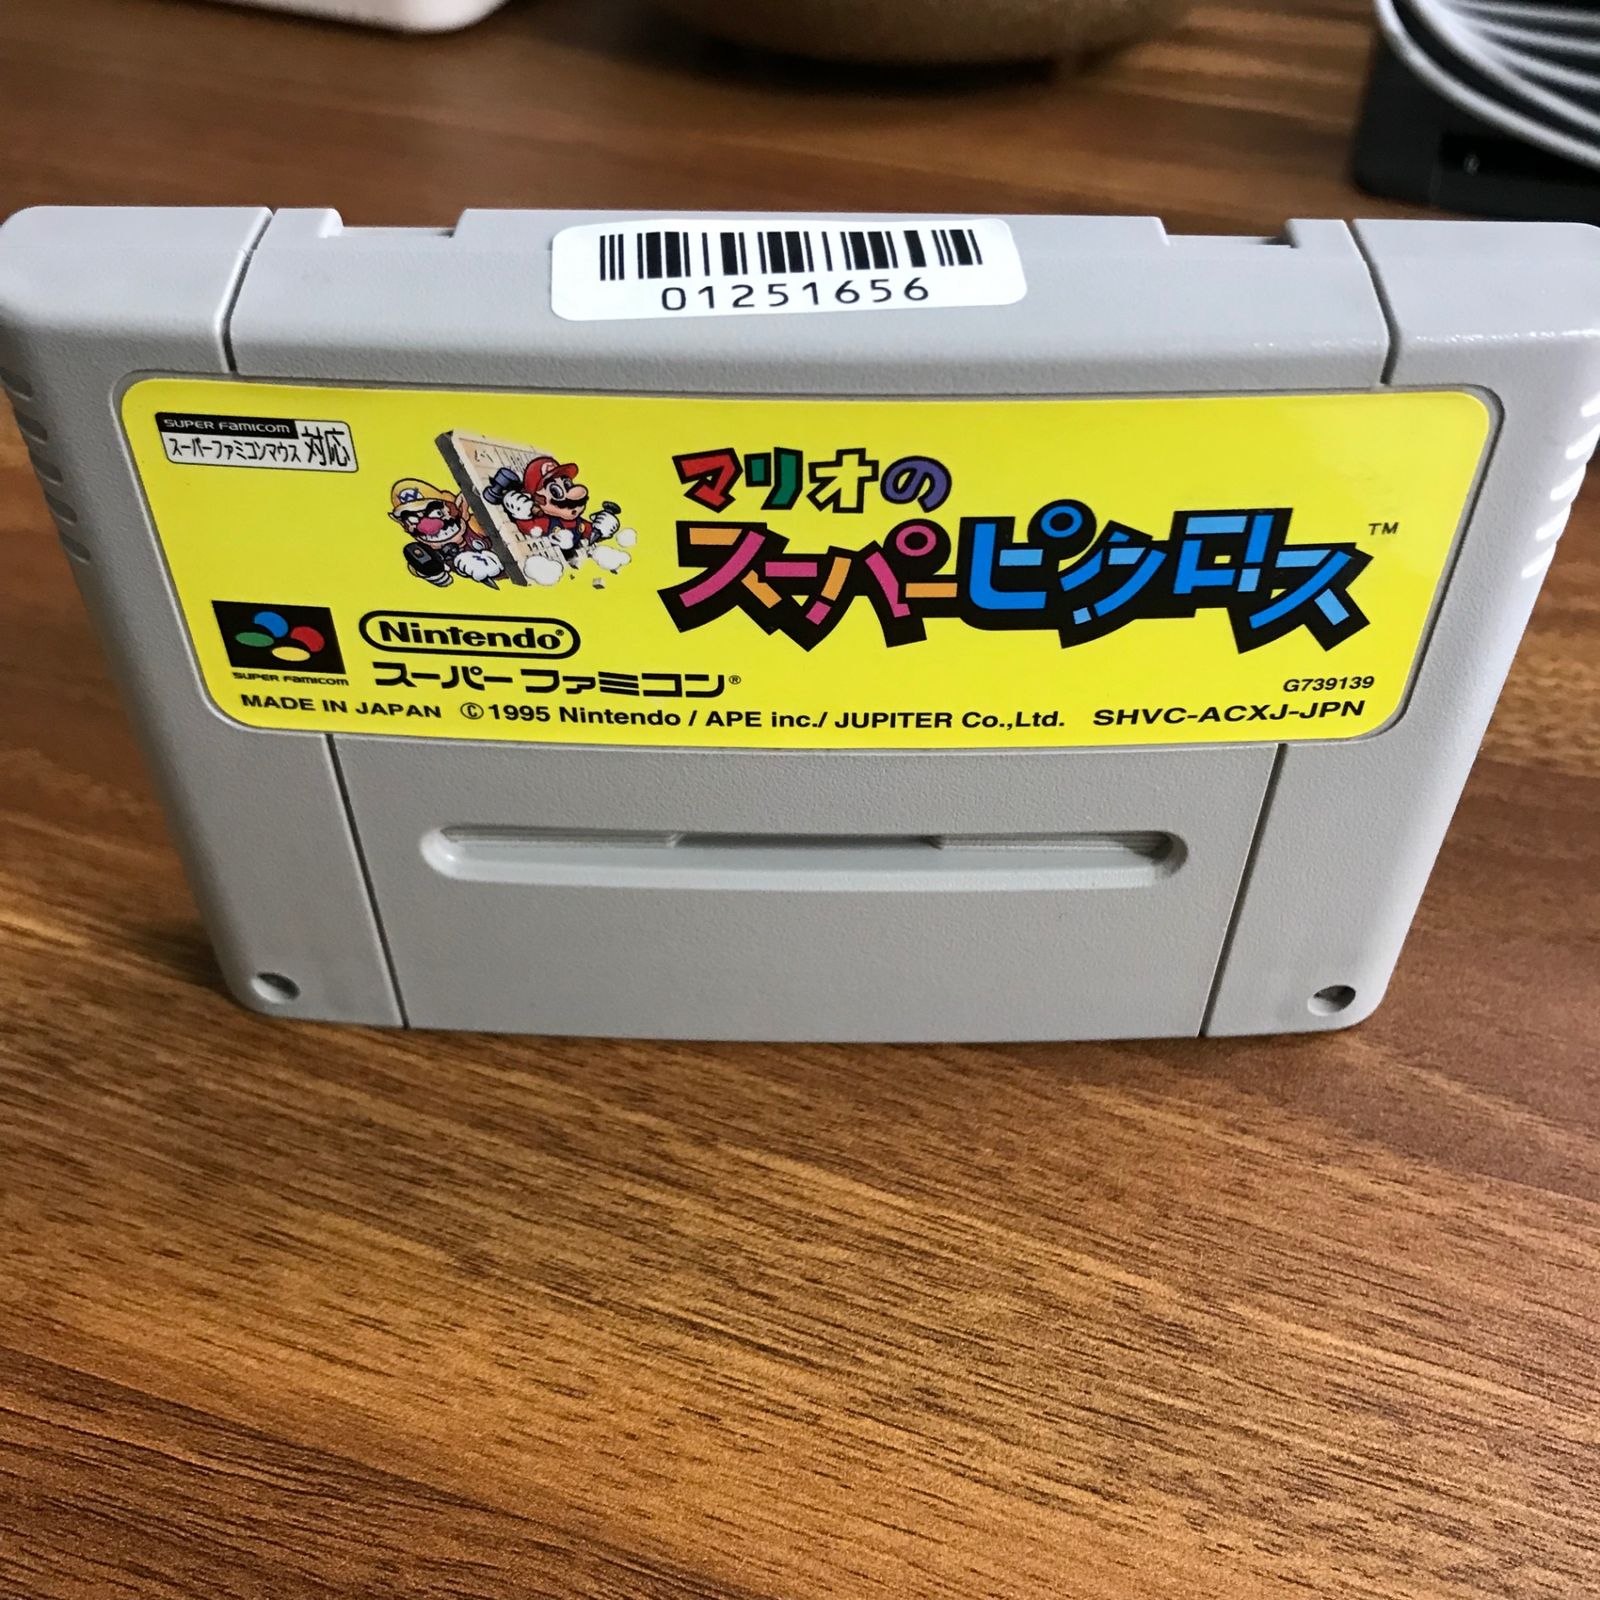 01251656
SUPER FAMICOM
スーパーファミコンマウス 対応
マリオの
スーパーピクロス TM
SUPER FAMICOM
Nintendo®
スーパーファミコン®
G739139
MADE IN JAPAN © 1995 Nintendo / APE inc./ JUPITER Co.,Ltd. SHVC-ACXJ-JPN